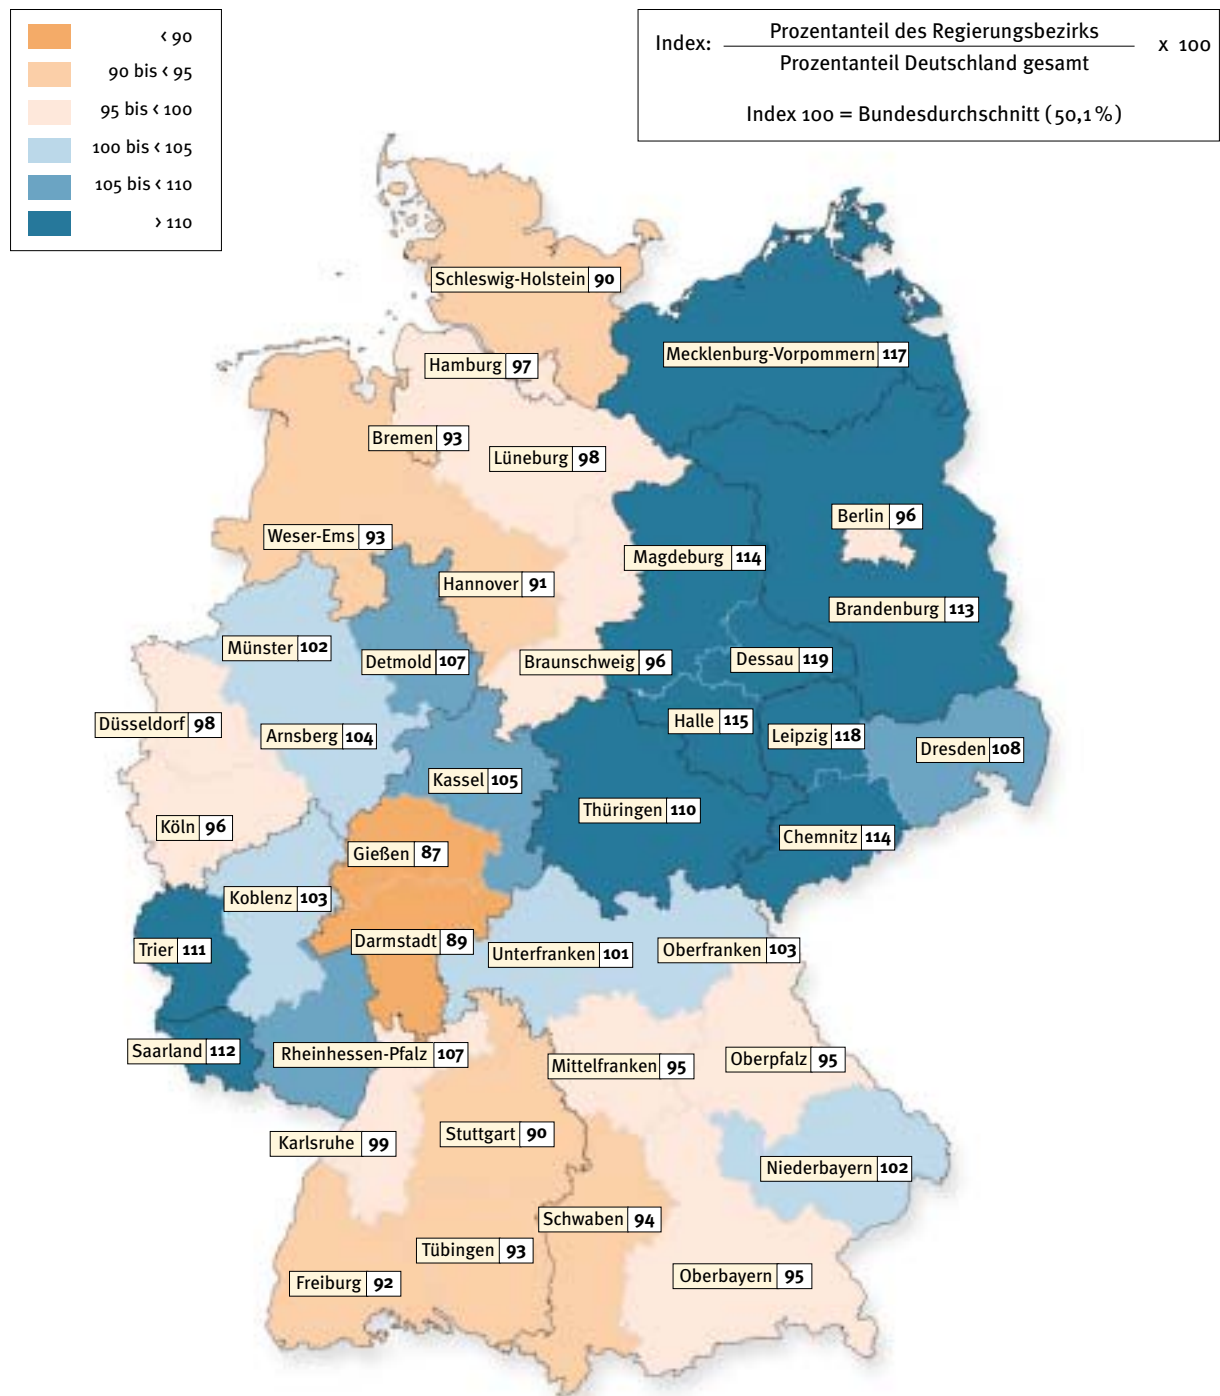 < 90
90 bis < 95
95 bis < 100
100 bis < 105
105 bis < 110
> 110
Index: Prozentanteil des Regierungsbezirks x 100
Prozentanteil Deutschland gesamt
Index 100 = Bundesdurchschnitt (50,1%)
Schleswig-Holstein 90
Mecklenburg-Vorpommern 117
Hamburg 97
Bremen 93
Lüneburg 98
Berlin 96
Weser-Ems 93
Magdeburg 114
Hannover 91
Brandenburg 113
Münster 102
Detmold 107
Braunschweig 96
Dessau 119
Düsseldorf 98
Arnsberg 104
Halle 115
Leipzig 118
Dresden 108
Kassel 105
Thüringen 110
Köln 96
Chemnitz 114
Gießen 87
Koblenz 103
Trier 111
Darmstadt 89
Unterfranken 101
Oberfranken 103
Saarland 112
Rheinhessen-Pfalz 107
Mittelfranken 95
Oberpfalz 95
Karlsruhe 99
Stuttgart 90
Niederbayern 102
Schwaben 94
Tübingen 93
Freiburg 92
Oberbayern 95